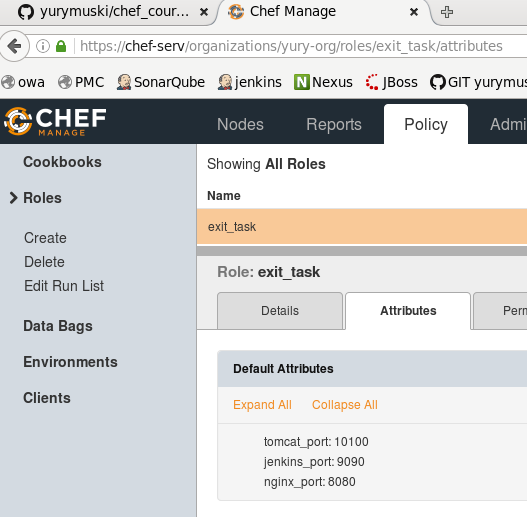 yurymuski/chef_cour... × Chef Manage ×
https://chef-serv/organizations/yury-org/roles/exit_task/attributes
owa PMC SonarQube jenkins Nexus JBoss GIT yurymus
CHEF MANAGE Nodes Reports Policy Admi
Cookbooks
Showing All Roles
Roles
Name
exit_task
Create
Delete
Edit Run List
Role: exit_task
Details Attributes Perm
Data Bags
Environments
Clients
Default Attributes
Expand All Collapse All
tomcat_port: 10100
jenkins_port: 9090
nginx_port: 8080